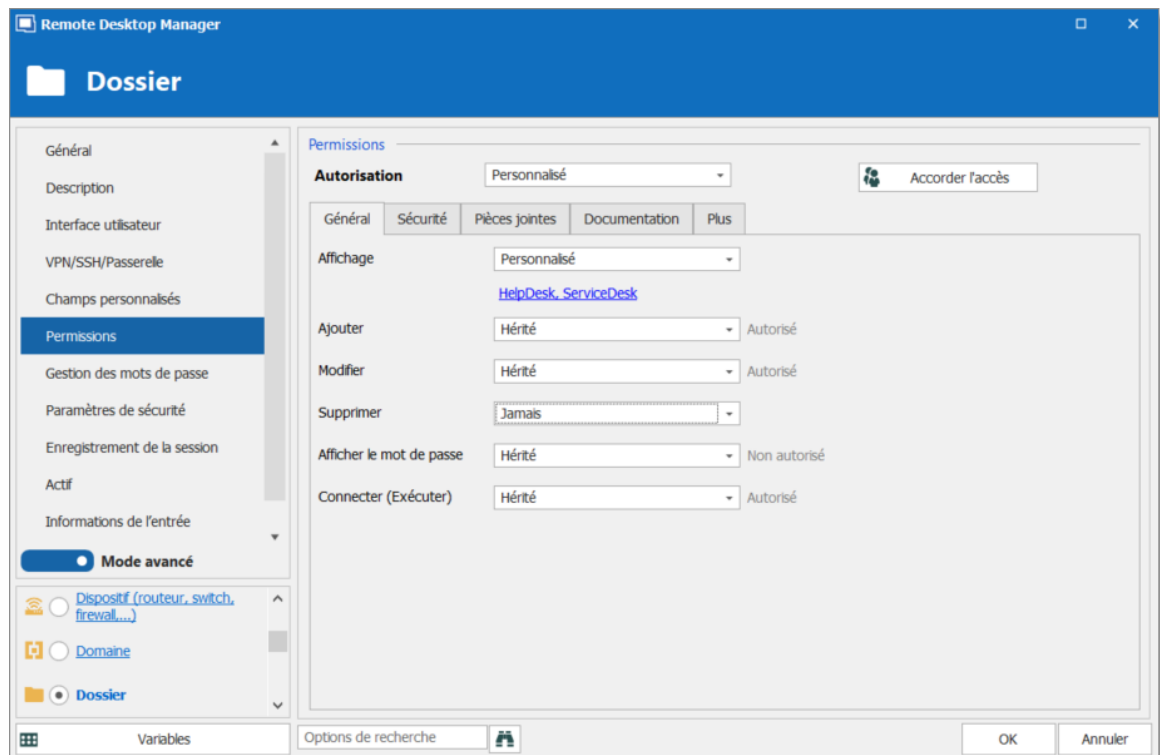 Remote Desktop Manager
Dossier
Général
Description
Interface utilisateur
VPN/SSH/Passerelle
Champs personnalisés
Permissions
Gestion des mots de passe
Paramètres de sécurité
Enregistrement de la session
Actif
Informations de l'entrée
Mode avancé
Dispositif (routeur, switch,
firewall,...)
Domaine
Dossier
Variables
Permissions
Autorisation Personnalisé Accorder l'accès
Général Sécurité Pièces jointes Documentation Plus
Affichage Personnalisé
HelpDesk, ServiceDesk
Ajouter Hérité Autorisé
Modifier Hérité Autorisé
Supprimer Jamais
Afficher le mot de passe Hérité Non autorisé
Connecter (Exécuter) Hérité Autorisé
Options de recherche OK Annuler